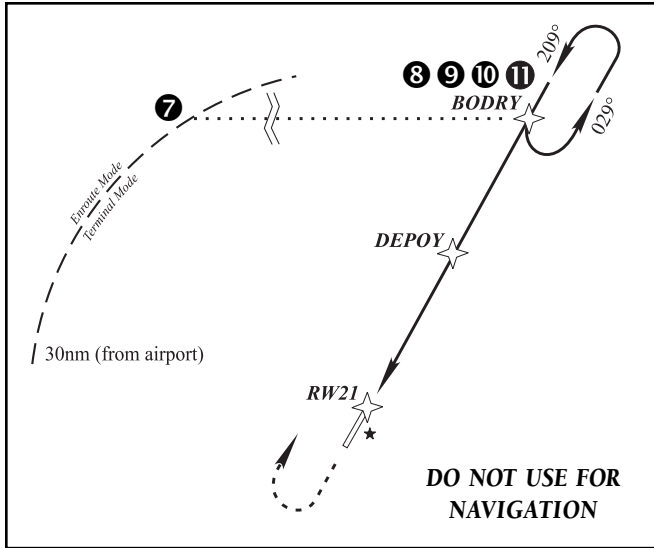 209°
8 9 10 11
BODRY
029°
7
Enroute Mode
Terminal Mode
DEPOY
30nm (from airport)
RW21
DO NOT USE FOR
NAVIGATION